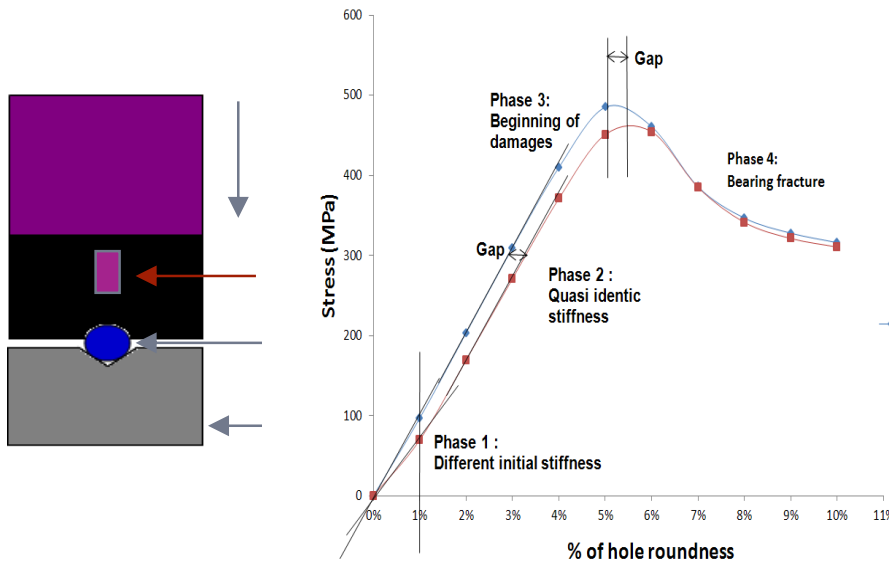 600
500
400
300
200
100
0
Stress (MPa)
Phase 3:
Beginning of
damages
Gap
Phase 4:
Bearing fracture
Gap
Phase 2 :
Quasi identic
stiffness
Phase 1 :
Different initial stiffness
0% 1% 2% 3% 4% 5% 6% 7% 8% 9% 10% 11%
% of hole roundness